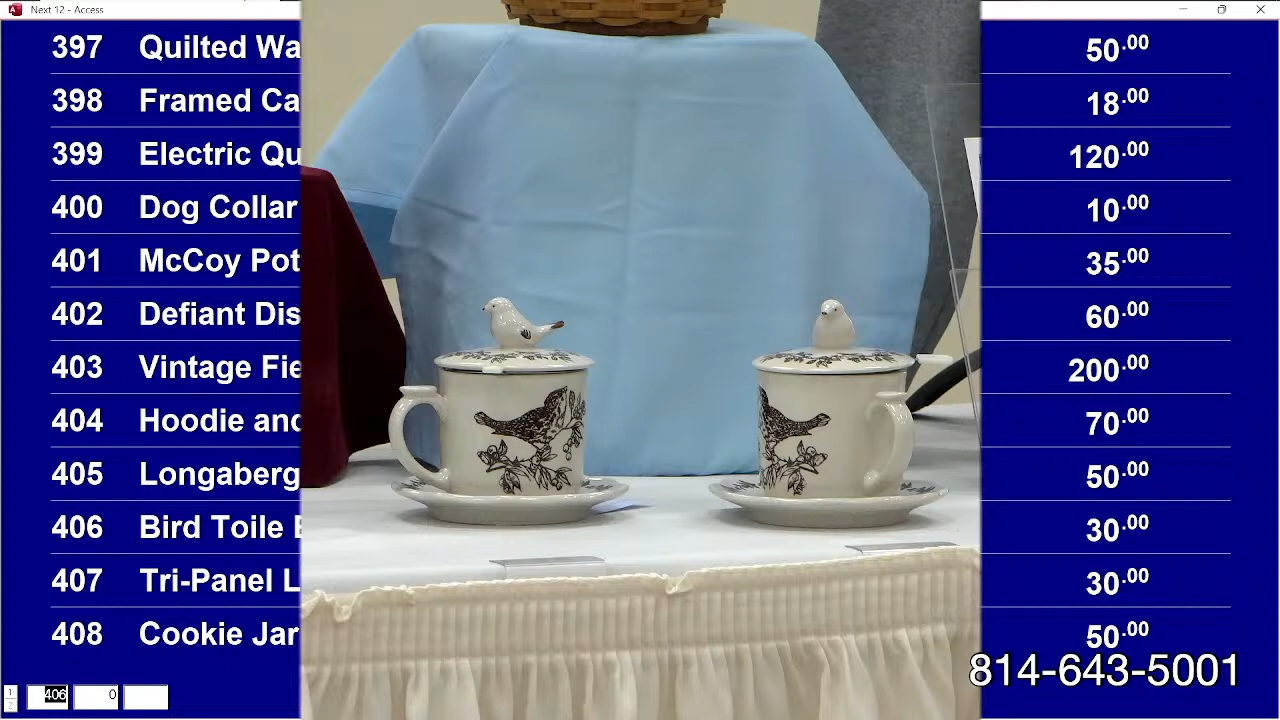 Next 12 - Access
397 Quilted Wa 50.00
398 Framed Ca 18.00
399 Electric Qu 120.00
400 Dog Collar 10.00
401 McCoy Pot 35.00
402 Defiant Dis 60.00
403 Vintage Fie 200.00
404 Hoodie and 70.00
405 Longaberg 50.00
406 Bird Toile 30.00
407 Tri-Panel L 30.00
408 Cookie Jar 50.00
814-643-5001
1 406 0
2